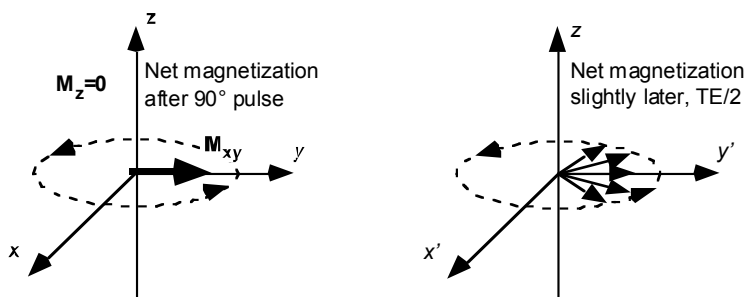 z
M_z=0
Net magnetization
after 90° pulse
M_xy
y
x
z
Net magnetization
slightly later, TE/2
y'
x'